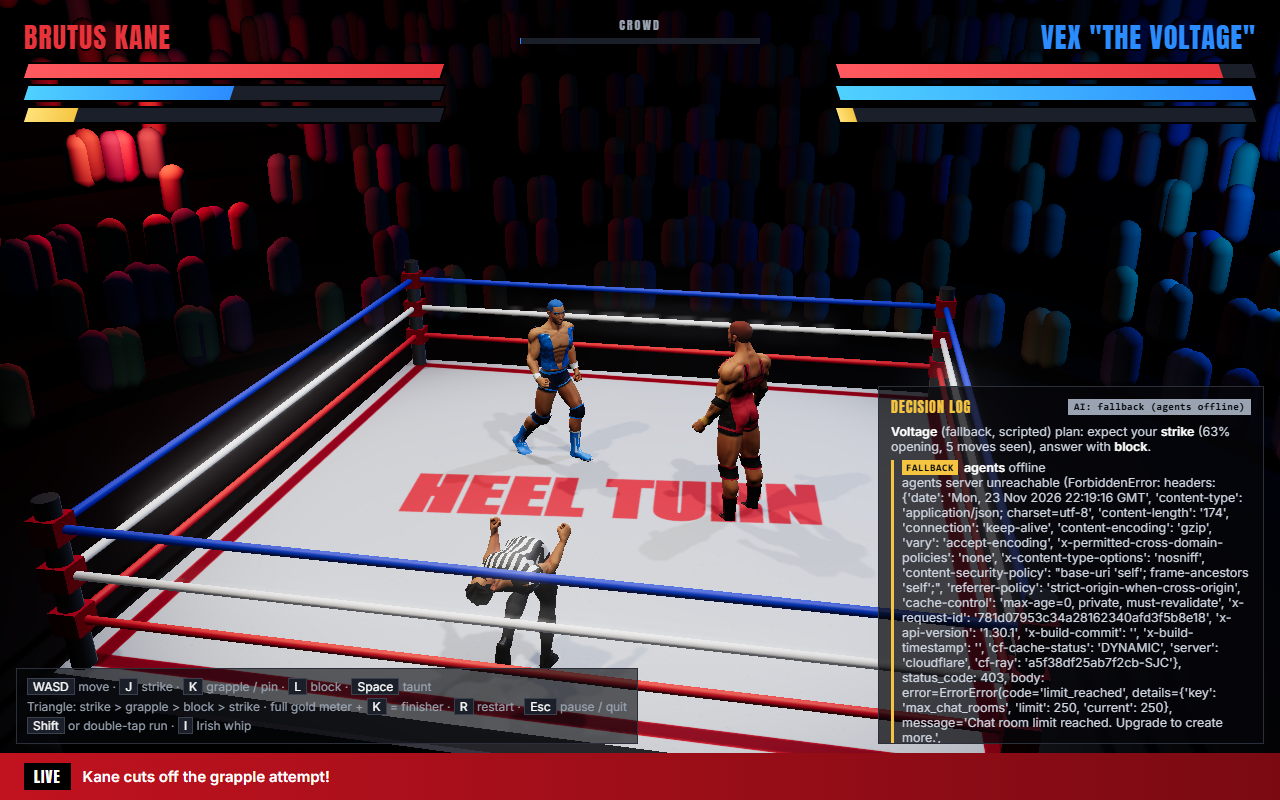 BRUTUS KANE
CROWD
VEX "THE VOLTAGE"
HEEL TURN
DECISION LOG
AI: fallback (agents offline)
Voltage (fallback, scripted) plan: expect your strike (63%
opening, 5 moves seen), answer with block.
FALLBACK agents offline
agents server unreachable (ForbiddenError: headers:
{'date': 'Mon, 23 Nov 2026 22:19:16 GMT', 'content-type':
'application/json; charset=utf-8', 'content-length': '174',
'connection': 'keep-alive', 'content-encoding': 'gzip',
'vary': 'accept-encoding', 'x-permitted-cross-domain-
policies': 'none', 'x-content-type-options': 'nosniff',
'content-security-policy': "base-uri 'self'; frame-ancestors
'self';", 'referrer-policy': 'strict-origin-when-cross-origin',
'cache-control': 'max-age=0, private, must-revalidate', 'x-
request-id': '781d07953c34a28162340afd3f5b8e18', 'x-
api-version': '1.30.1', 'x-build-commit': '', 'x-build-
timestamp': '', 'cf-cache-status': 'DYNAMIC', 'server':
'cloudflare', 'cf-ray': 'a5f38df25ab7f2cb-SJC'},
status_code: 403, body:
error=ErrorError(code='limit_reached', details={'key':
'max_chat_rooms', 'limit': 250, 'current': 250},
message='Chat room limit reached. Upgrade to create
more.',
WASD move · J strike · K grapple / pin · L block · Space taunt
Triangle: strike > grapple > block > strike · full gold meter + K = finisher · R restart · Esc pause / quit
Shift or double-tap run · I Irish whip
LIVE Kane cuts off the grapple attempt!